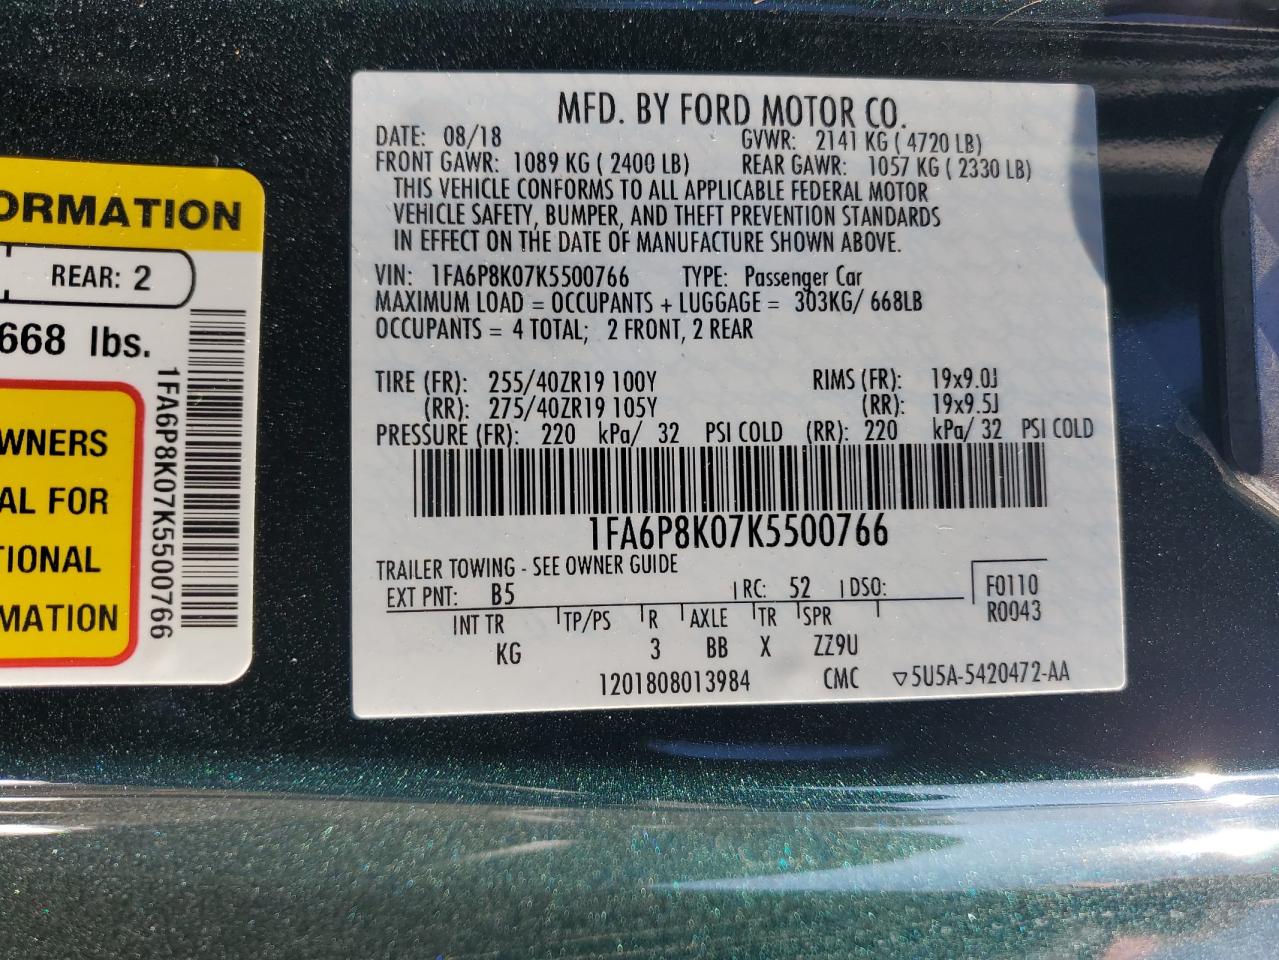 ORMATION
REAR: 2
668 lbs.
WNERS
AL FOR
TIONAL
MATION
1FA6P8K07K5500766
MFD. BY FORD MOTOR CO.
DATE: 08/18 GVWR: 2141 KG ( 4720 LB)
FRONT GAWR: 1089 KG ( 2400 LB) REAR GAWR: 1057 KG ( 2330 LB)
THIS VEHICLE CONFORMS TO ALL APPLICABLE FEDERAL MOTOR
VEHICLE SAFETY, BUMPER, AND THEFT PREVENTION STANDARDS
IN EFFECT ON THE DATE OF MANUFACTURE SHOWN ABOVE.
VIN: 1FA6P8K07K5500766 TYPE: Passenger Car
MAXIMUM LOAD = OCCUPANTS + LUGGAGE = 303KG/ 668LB
OCCUPANTS = 4 TOTAL; 2 FRONT, 2 REAR
TIRE (FR): 255/40ZR19 100Y RIMS (FR): 19x9.0J
(RR): 275/40ZR19 105Y (RR): 19x9.5J
PRESSURE (FR): 220 kPa/ 32 PSI COLD (RR): 220 kPa/ 32 PSI COLD
1FA6P8K07K5500766
TRAILER TOWING - SEE OWNER GUIDE
EXT PNT: B5 RC: 52 DSO: F0110
INT TR TP/PS R AXLE TR SPR R0043
KG 3 BB X ZZ9U
1201808013984 CMC ▽5U5A-5420472-AA